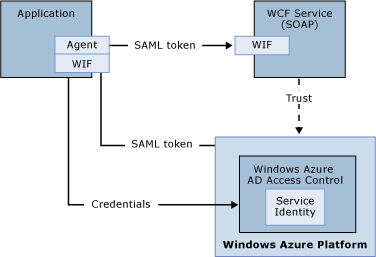 Application
WCF Service
(SOAP)
Agent
SAML token
WIF
WIF
Trust
SAML token
Windows Azure
AD Access Control
Service
Identity
Credentials
Windows Azure Platform